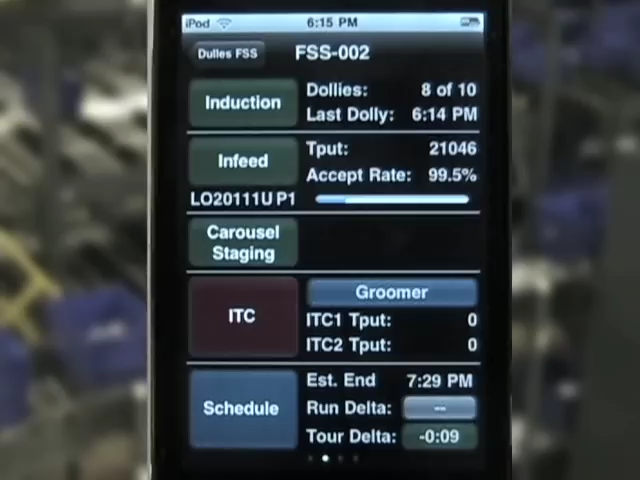 iPod 6:15 PM
Dulles FSS FSS-002
Induction Dollies: 8 of 10
Last Dolly: 6:14 PM
Infeed Tput: 21046
Accept Rate: 99.5%
LO20111U P1
Carousel
Staging
ITC Groomer
ITC1 Tput: 0
ITC2 Tput: 0
Schedule Est. End 7:29 PM
Run Delta: --
Tour Delta: -0:09